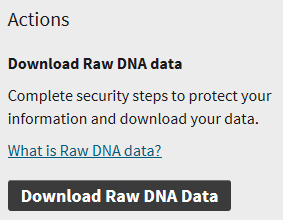 Actions
Download Raw DNA data
Complete security steps to protect your
information and download your data.
What is Raw DNA data?
Download Raw DNA Data